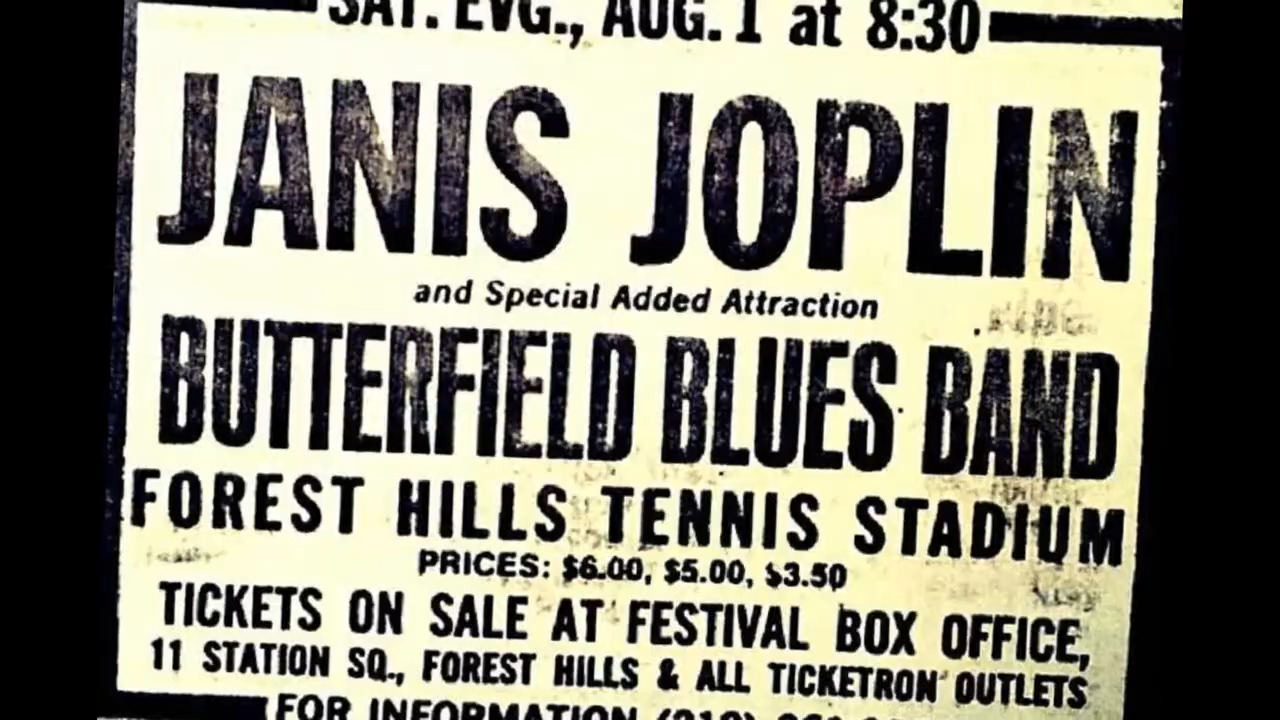 SAT. EVG., AUG. 1 at 8:30
JANIS JOPLIN
and Special Added Attraction
BUTTERFIELD BLUES BAND
FOREST HILLS TENNIS STADIUM
PRICES: $6.00, $5.00, $3.50
TICKETS ON SALE AT FESTIVAL BOX OFFICE,
11 STATION SQ., FOREST HILLS & ALL TICKETRON OUTLETS
FOR INFORMATION